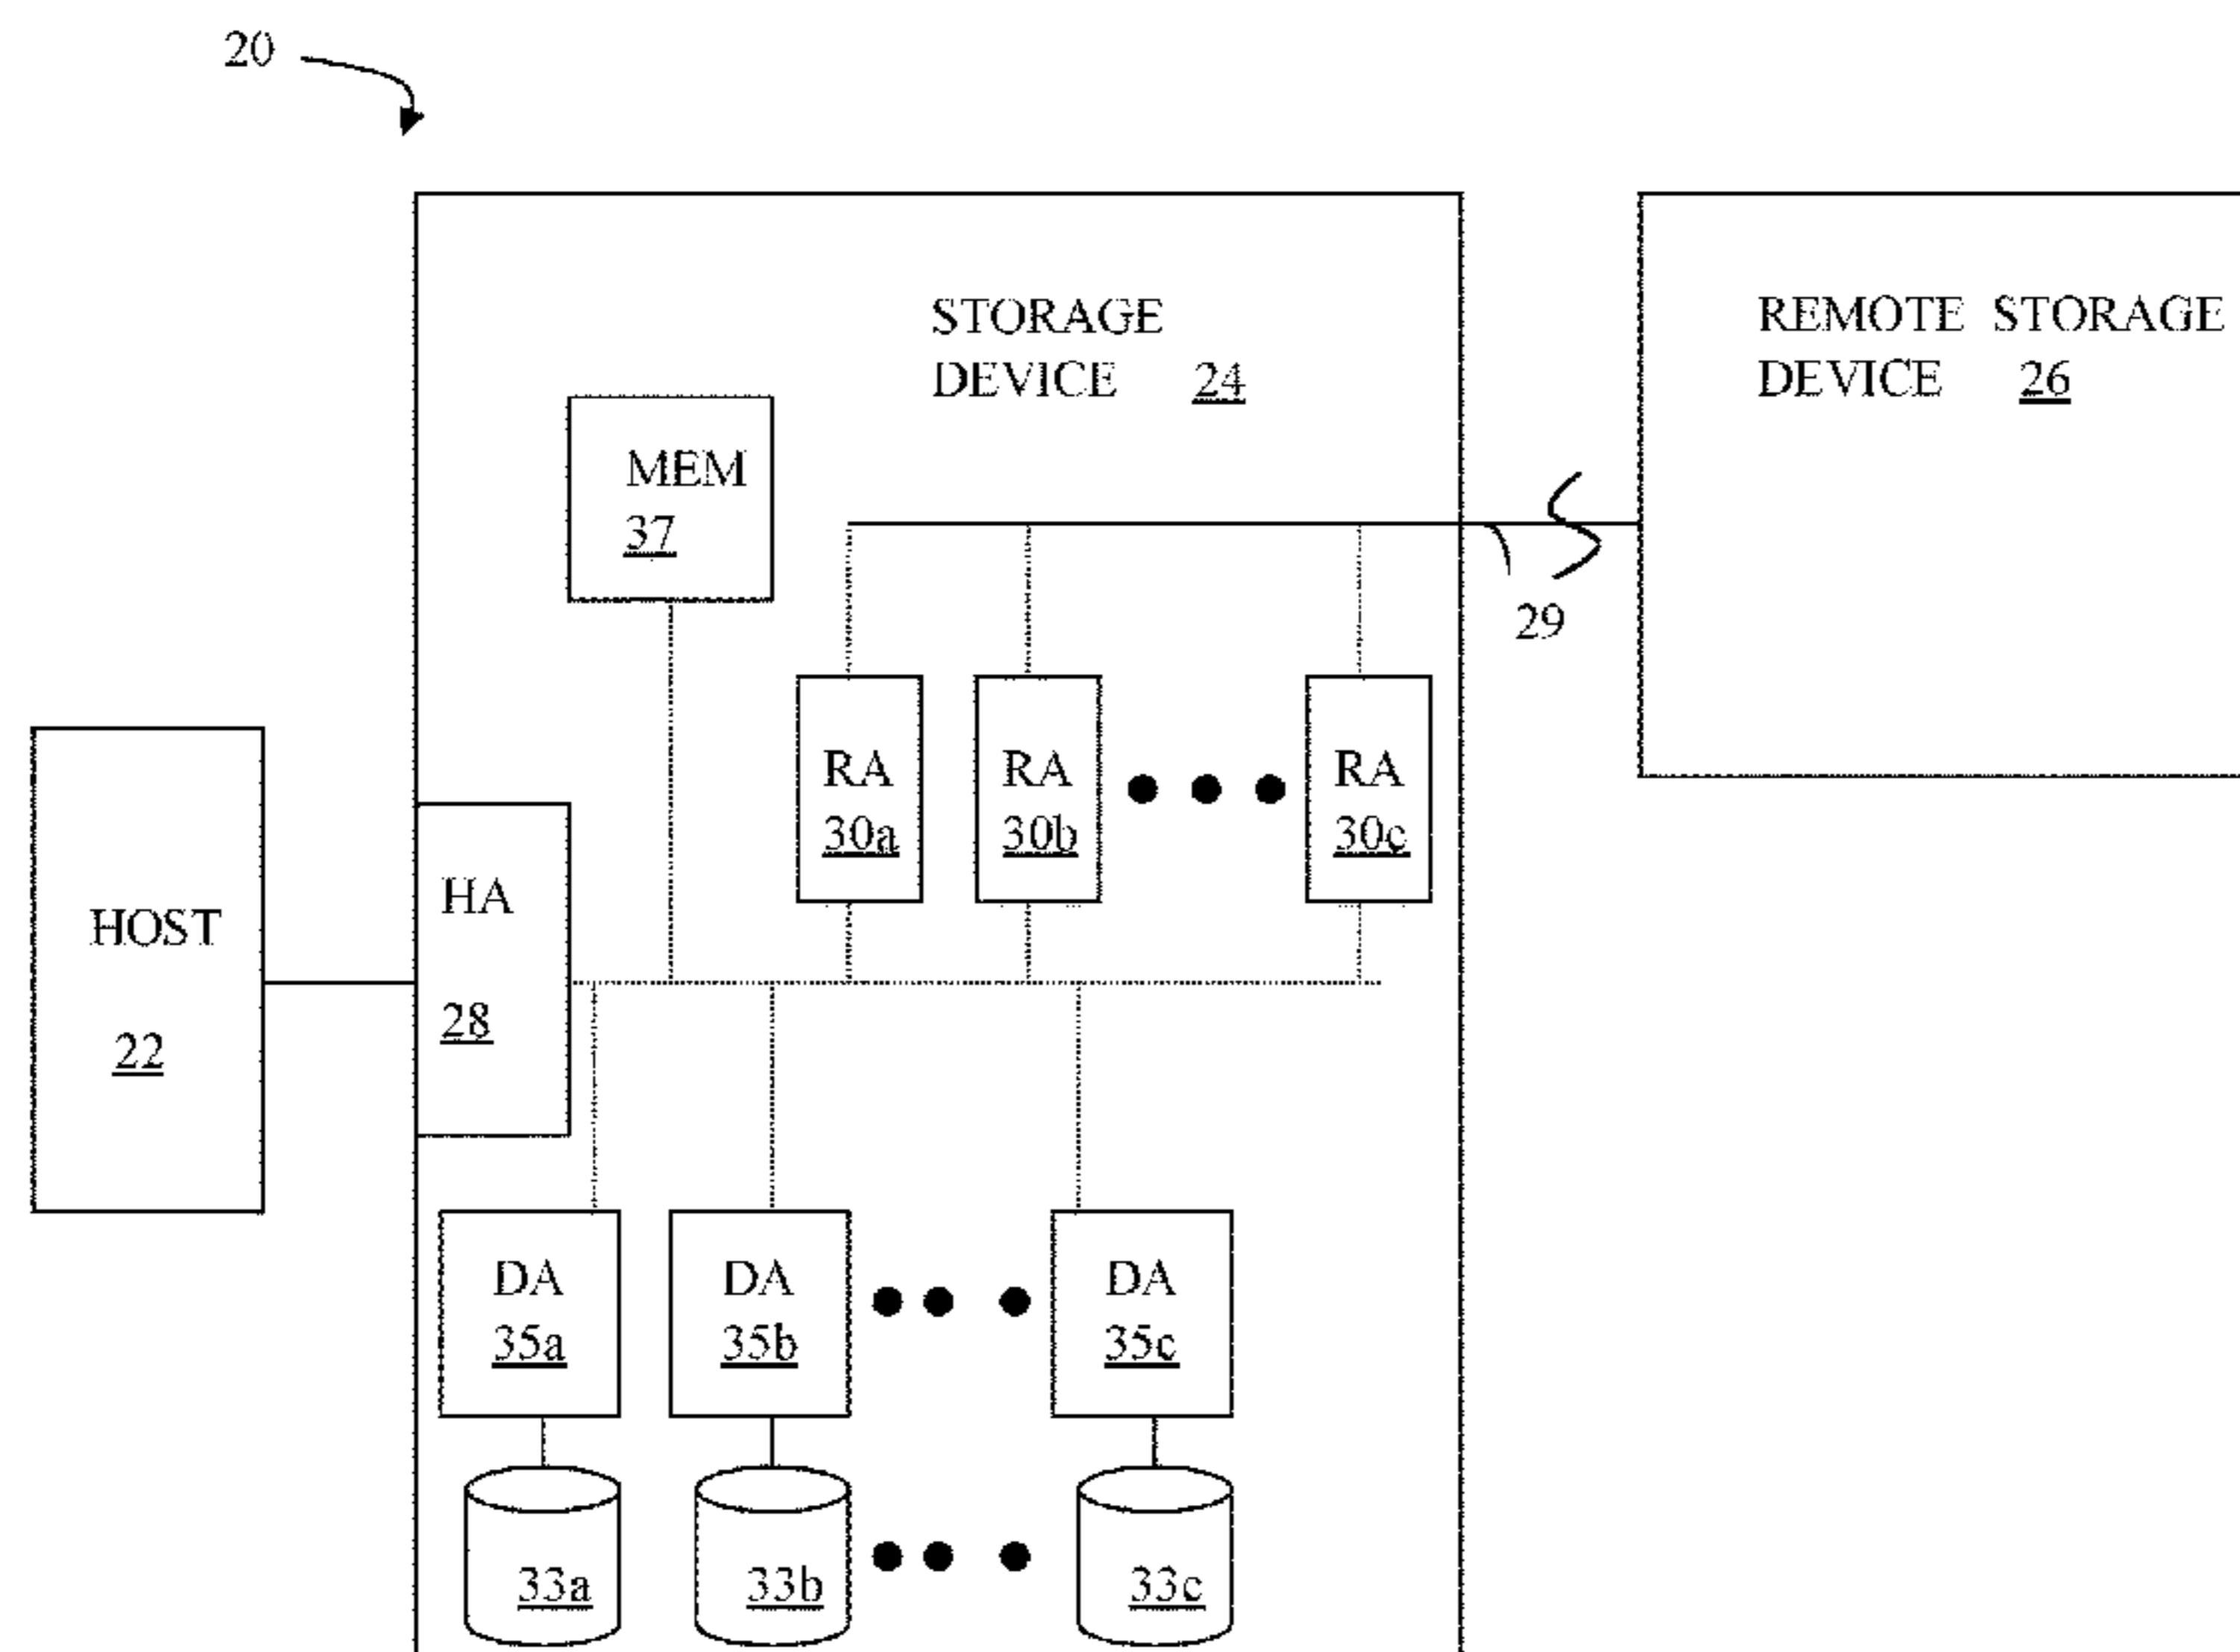 20
STORAGE
DEVICE 24
REMOTE STORAGE
DEVICE 26
MEM
37
29
RA
30a
RA
30b
RA
30c
HOST
22
HA
28
DA
35a
DA
35b
DA
35c
33a
33b
33c